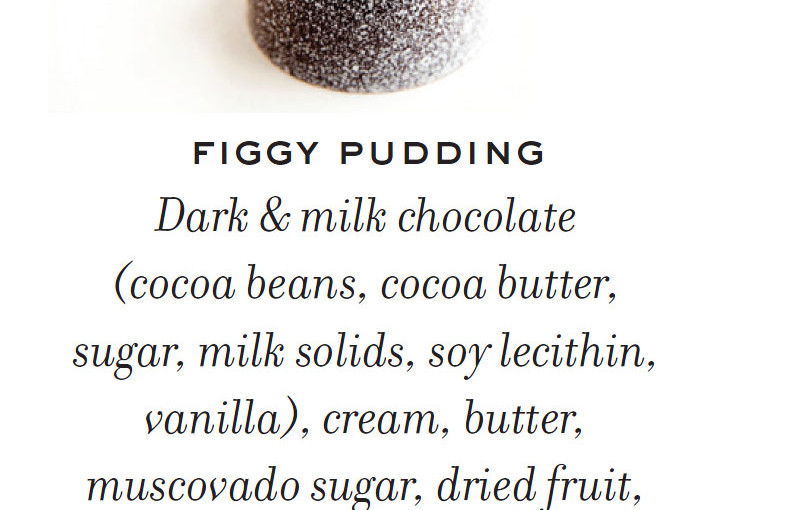 FIGGY PUDDING
Dark & milk chocolate
(cocoa beans, cocoa butter,
sugar, milk solids, soy lecithin,
vanilla), cream, butter,
muscovado sugar, dried fruit,